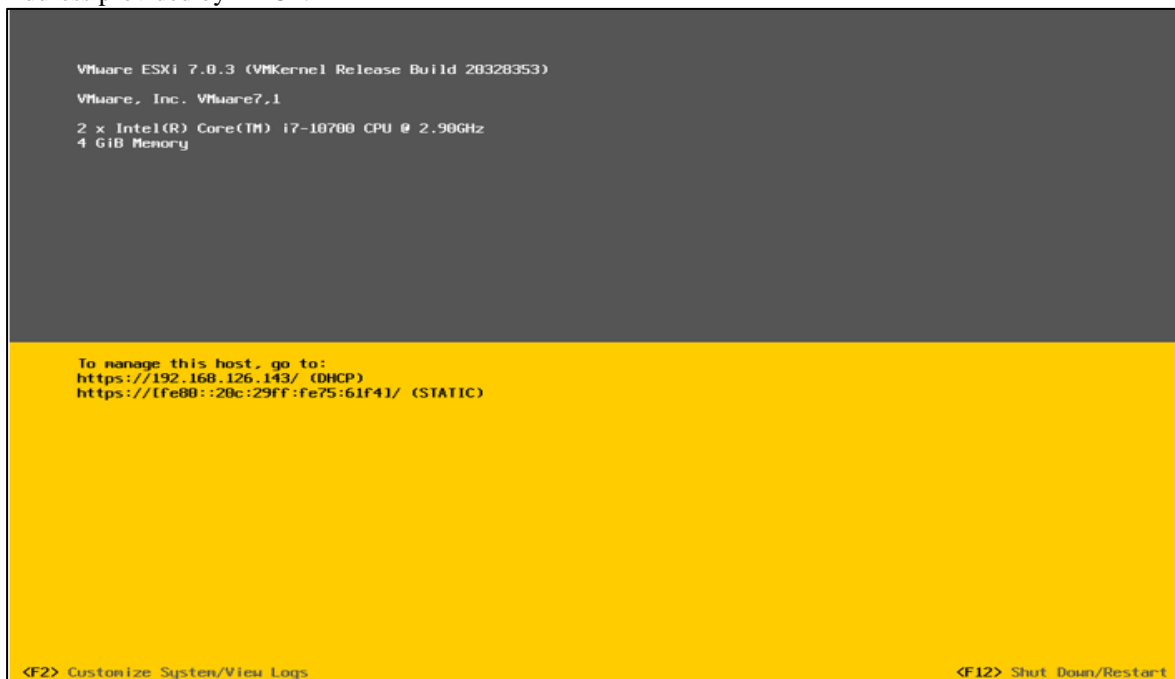 VMware ESXi 7.0.3 (VMKernel Release Build 20328353)
VMware, Inc. VMware7,1
2 x Intel(R) Core(TM) i7-10700 CPU @ 2.90GHz
4 GiB Memory
To manage this host, go to:
https://192.168.126.143/ (DHCP)
https://[fe80::20c:29ff:fe75:61f4]/ (STATIC)
<F2> Customize System/View Logs
<F12> Shut Down/Restart